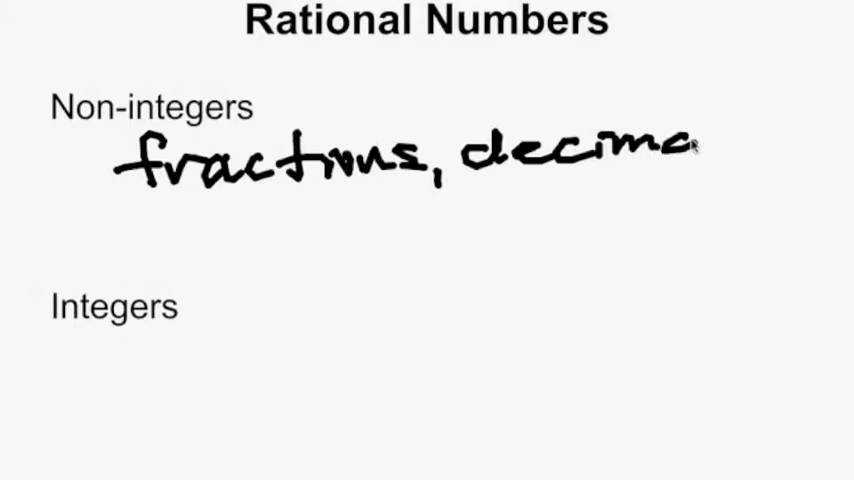 Rational Numbers
Non-integers
fractions, decima
Integers